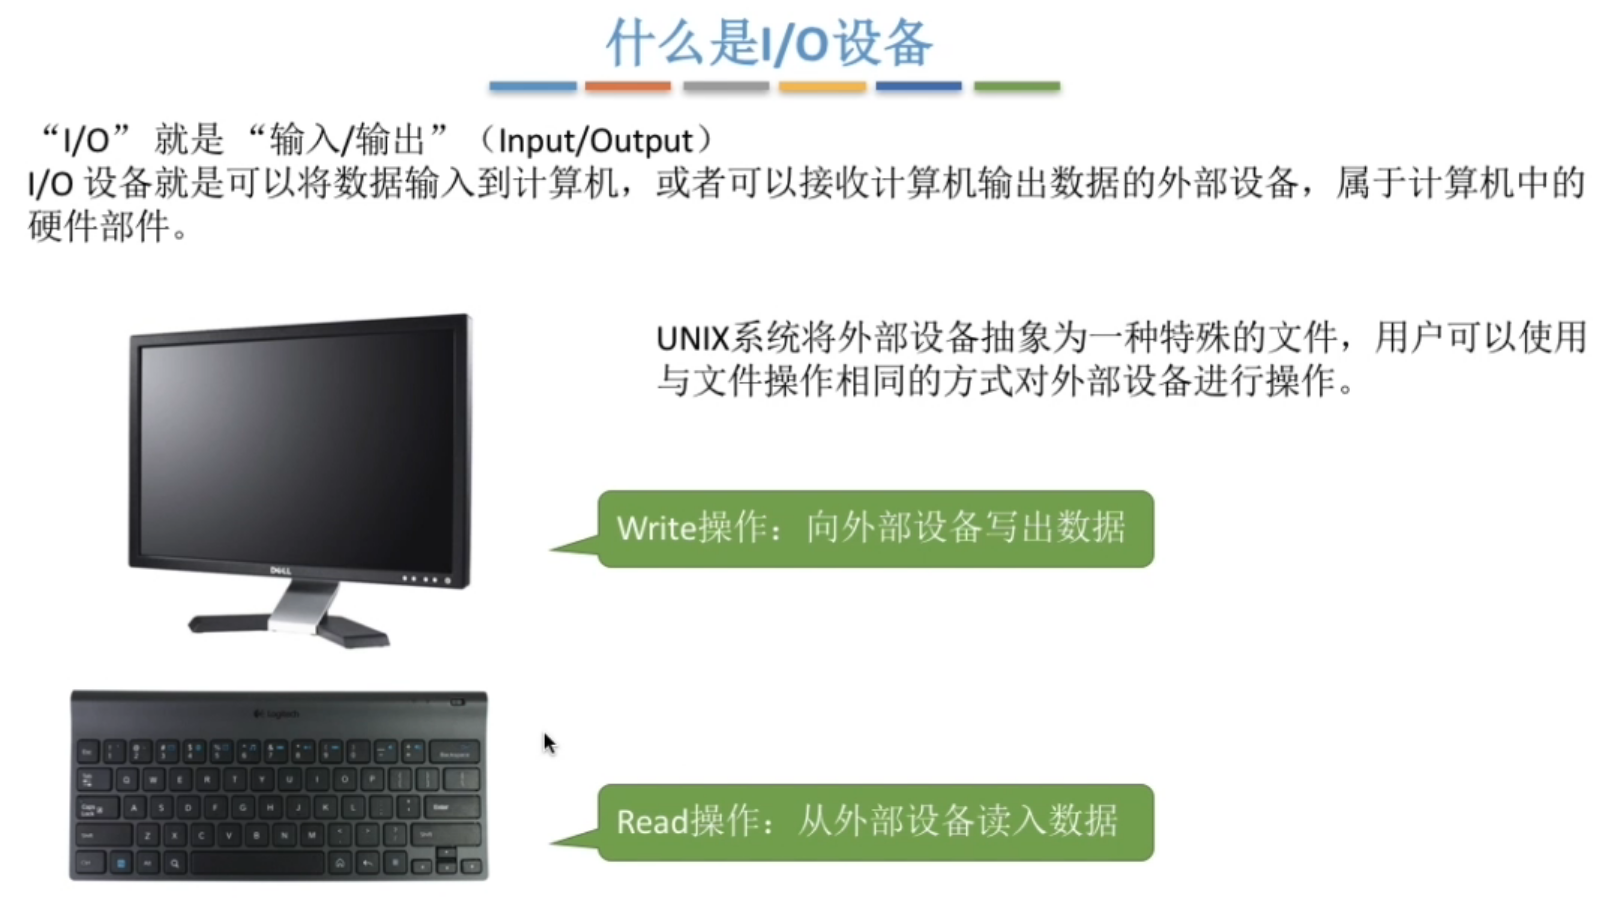 什么是I/O设备
“I/O” 就是 “输入/输出” （Input/Output）
I/O 设备就是可以将数据输入到计算机，或者可以接收计算机输出数据的外部设备，属于计算机中的
硬件部件。
UNIX系统将外部设备抽象为一种特殊的文件，用户可以使用
与文件操作相同的方式对外部设备进行操作。
Write操作：向外部设备写出数据
DELL
Logitech
Q W E R T Y U I O P
A S D F G H J K L
Z X C V B N M
Read操作：从外部设备读入数据